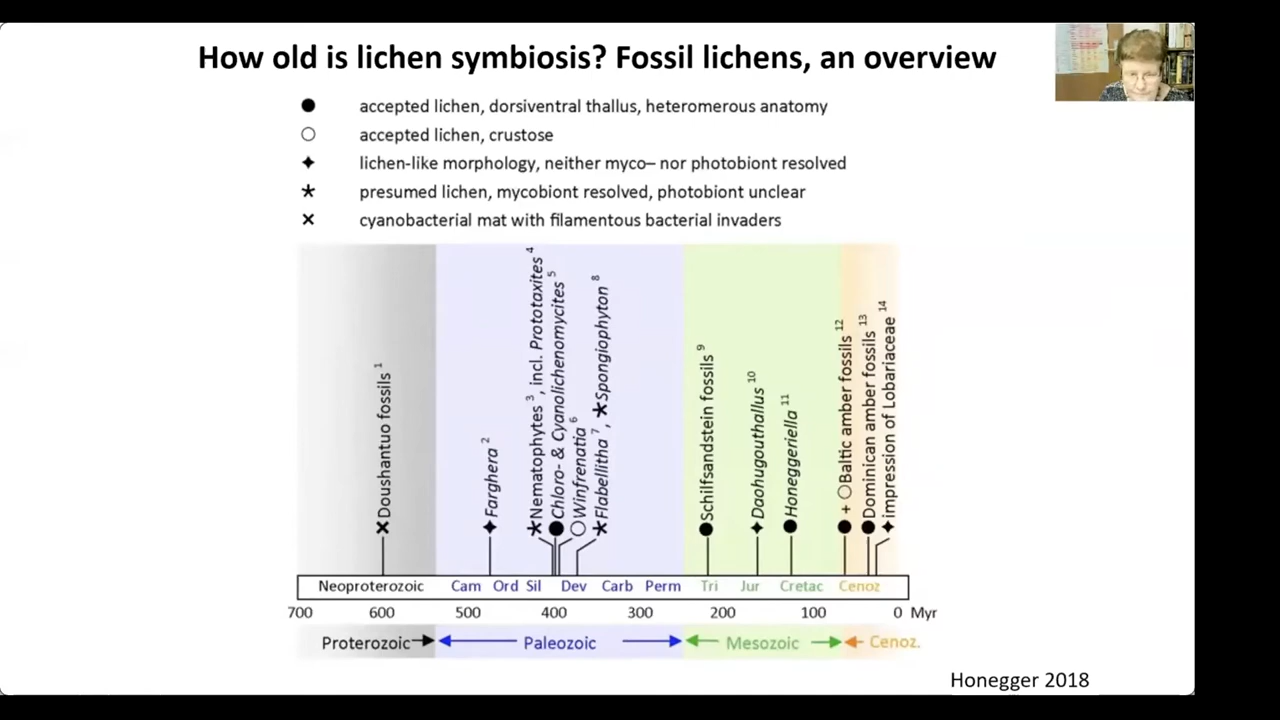 How old is lichen symbiosis? Fossil lichens, an overview
● accepted lichen, dorsiventral thallus, heteromerous anatomy
○ accepted lichen, crustose
✦ lichen-like morphology, neither myco– nor photobiont resolved
* presumed lichen, mycobiont resolved, photobiont unclear
× cyanobacterial mat with filamentous bacterial invaders
×Doushantuo fossils 1
✦Farghera 2
*Nematophytes 3, incl. Prototaxites 4
●Chloro- & Cyanolichenomycites 5
○Winfrenatia 6
*Flabellitha 7, *Spongiophyton 8
●Schilfsandstein fossils 9
✦Daohugouthallus 10
●Honeggeriella 11
● + ○Baltic amber fossils 12
●Dominican amber fossils 13
✦impression of Lobariaceae 14
Neoproterozoic Cam Ord Sil Dev Carb Perm Tri Jur Cretac Cenoz
700 600 500 400 300 200 100 0 Myr
Proterozoic Paleozoic Mesozoic Cenoz.
Honegger 2018